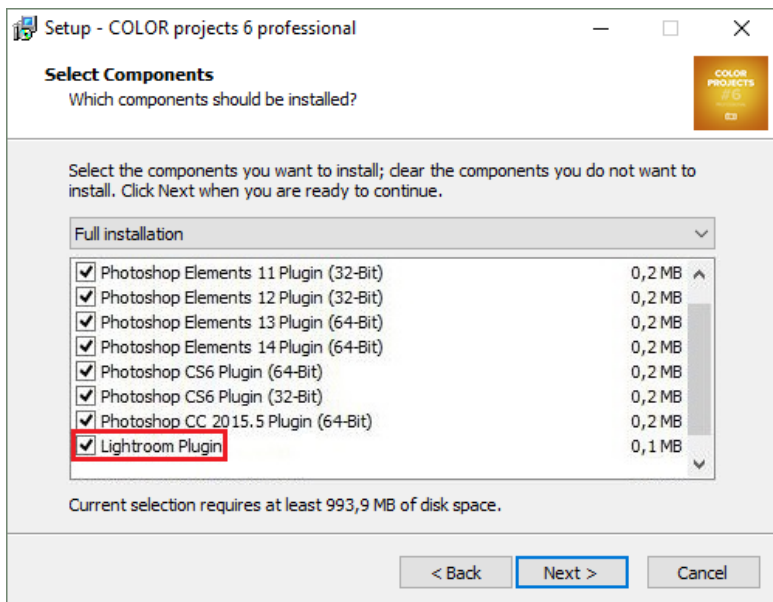 Setup - COLOR projects 6 professional
Select Components
Which components should be installed?
COLOR
PROJECTS
#6
Select the components you want to install; clear the components you do not want to
install. Click Next when you are ready to continue.
Full installation
Photoshop Elements 11 Plugin (32-Bit) 0,2 MB
Photoshop Elements 12 Plugin (32-Bit) 0,2 MB
Photoshop Elements 13 Plugin (64-Bit) 0,2 MB
Photoshop Elements 14 Plugin (64-Bit) 0,2 MB
Photoshop CS6 Plugin (64-Bit) 0,2 MB
Photoshop CS6 Plugin (32-Bit) 0,2 MB
Photoshop CC 2015.5 Plugin (64-Bit) 0,2 MB
Lightroom Plugin 0,1 MB
Current selection requires at least 993,9 MB of disk space.
< Back Next > Cancel